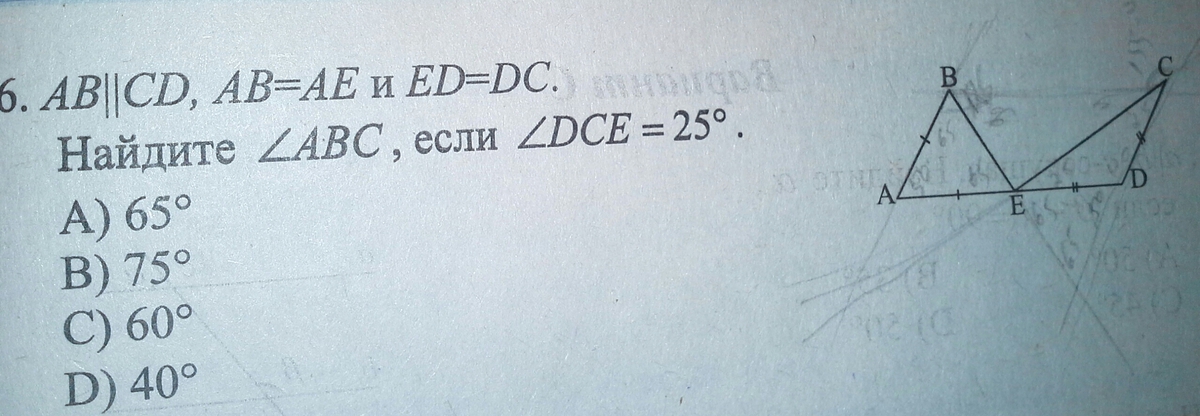 6. AB||CD, AB=AE и ED=DC.
Найдите ∠ABC, если ∠DCE = 25°.
A) 65°
B) 75°
C) 60°
D) 40°
B
C
A
E
D